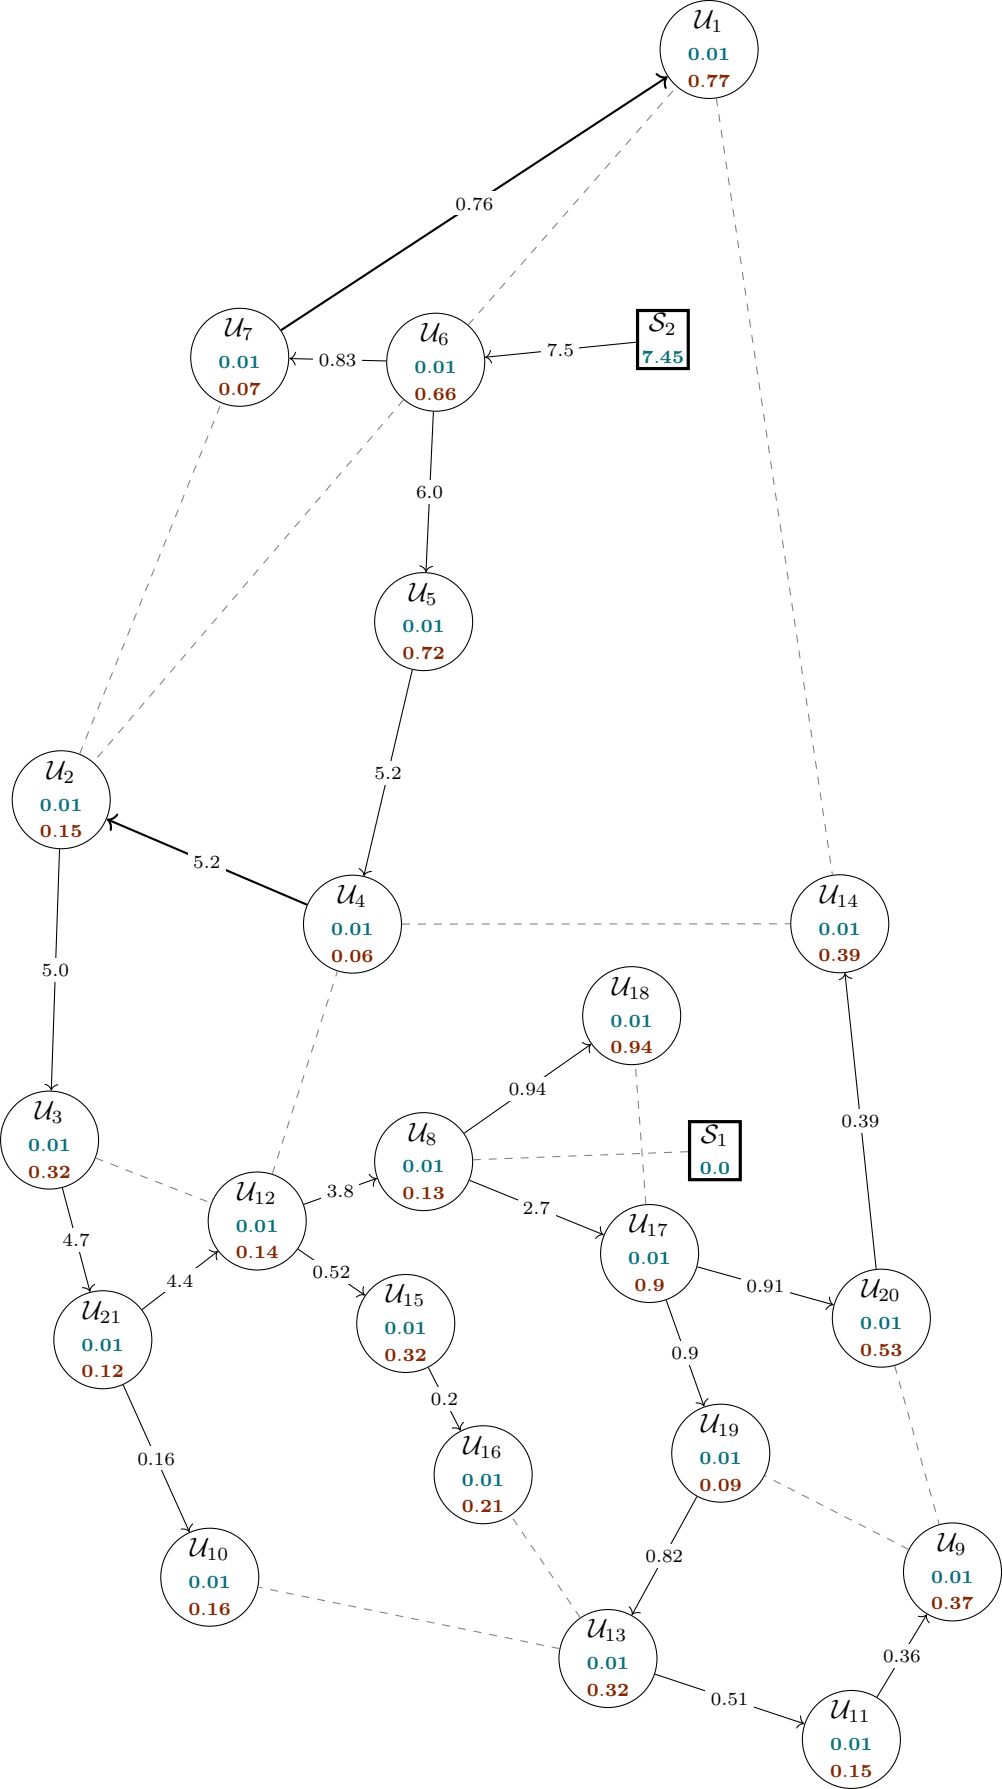 𝒰₁
0.01
0.77
0.76
𝒰₇
0.01
0.07
0.83
𝒰₆
0.01
0.66
7.5
𝒮₂
7.45
6.0
𝒰₅
0.01
0.72
5.2
𝒰₂
0.01
0.15
5.2
𝒰₄
0.01
0.06
𝒰₁₄
0.01
0.39
5.0
𝒰₁₈
0.01
0.94
0.94
0.39
𝒰₃
0.01
0.32
𝒰₈
0.01
0.13
𝒮₁
0.0
𝒰₁₂
0.01
0.14
3.8
2.7
4.7
𝒰₁₇
0.01
0.9
4.4
0.52
0.91
𝒰₂₀
0.01
0.53
𝒰₂₁
0.01
0.12
𝒰₁₅
0.01
0.32
0.9
0.2
𝒰₁₉
0.01
0.09
0.16
𝒰₁₆
0.01
0.21
𝒰₁₀
0.01
0.16
0.82
𝒰₉
0.01
0.37
𝒰₁₃
0.01
0.32
0.36
0.51
𝒰₁₁
0.01
0.15